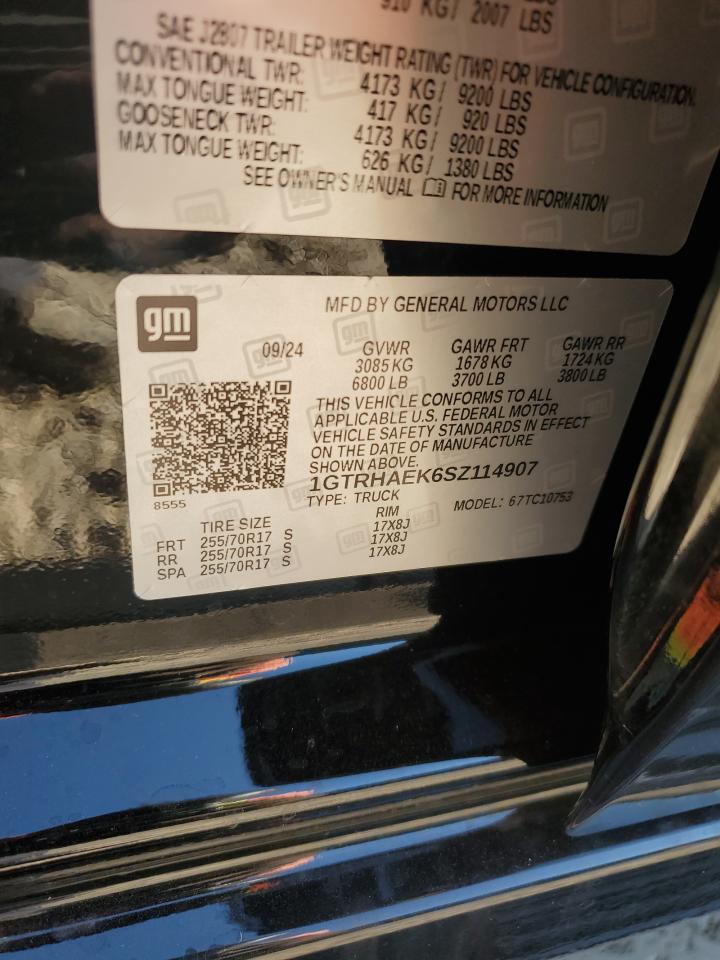 910 KG/ 2007 LBS
SAE J2807 TRAILER WEIGHT RATING (TWR) FOR VEHICLE CONFIGURATION.
CONVENTIONAL TWR: 4173 KG/ 9200 LBS
MAX TONGUE WEIGHT: 417 KG/ 920 LBS
GOOSENECK TWR: 4173 KG/ 9200 LBS
MAX TONGUE WEIGHT: 626 KG/ 1380 LBS
SEE OWNER'S MANUAL FOR MORE INFORMATION
gm
MFD BY GENERAL MOTORS LLC
09/24 GVWR GAWR FRT GAWR RR
3085 KG 1678 KG 1724 KG
6800 LB 3700 LB 3800 LB
THIS VEHICLE CONFORMS TO ALL
APPLICABLE U.S. FEDERAL MOTOR
VEHICLE SAFETY STANDARDS IN EFFECT
ON THE DATE OF MANUFACTURE
SHOWN ABOVE.
1GTRHAEK6SZ114907
8555
TYPE: TRUCK MODEL: 67TC10753
TIRE SIZE RIM
FRT 255/70R17 S 17X8J
RR 255/70R17 S 17X8J
SPA 255/70R17 S 17X8J